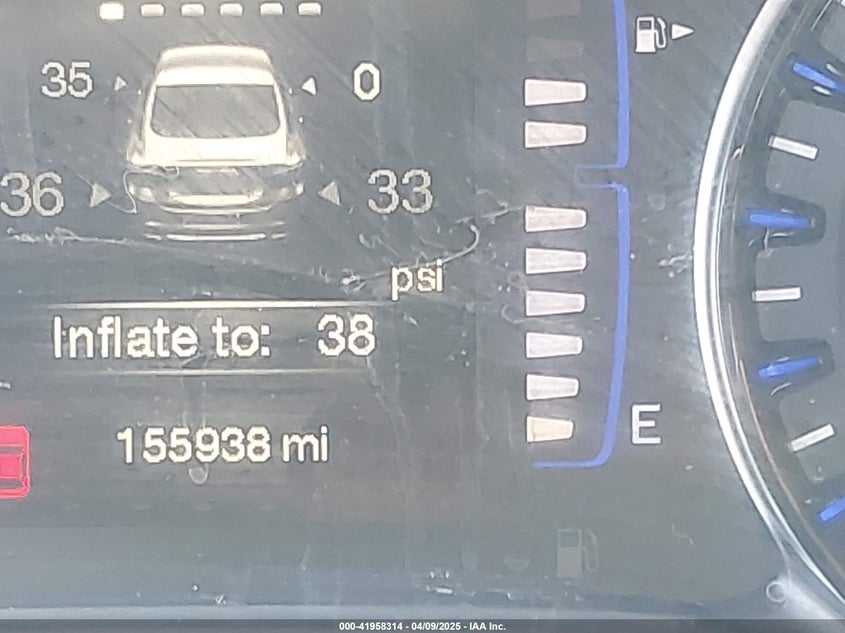 35 0
36 33
psi
Inflate to: 38
155938 mi
E
000-41958314 - 04/09/2025 - IAA Inc.